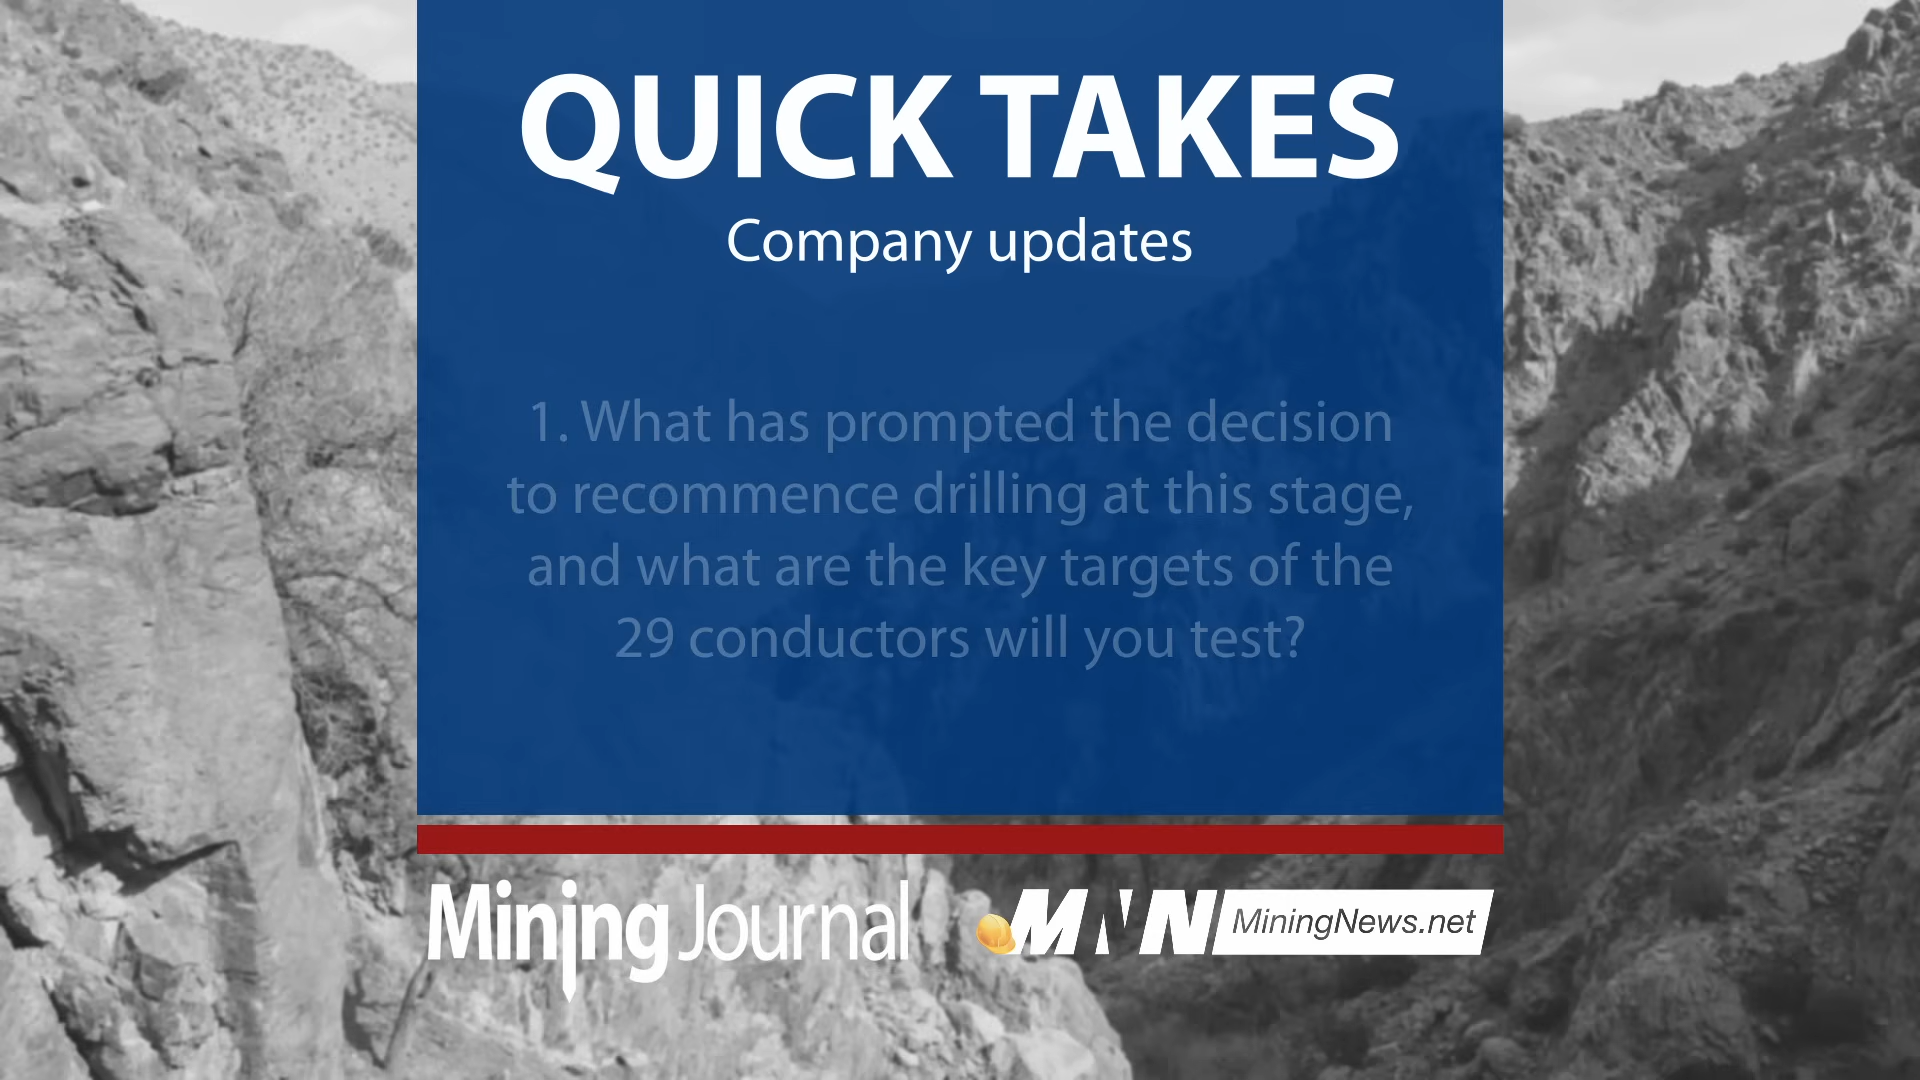 QUICK TAKES
Company updates
1. What has prompted the decision
to recommence drilling at this stage,
and what are the key targets of the
29 conductors will you test?
Mining Journal
MNN MiningNews.net